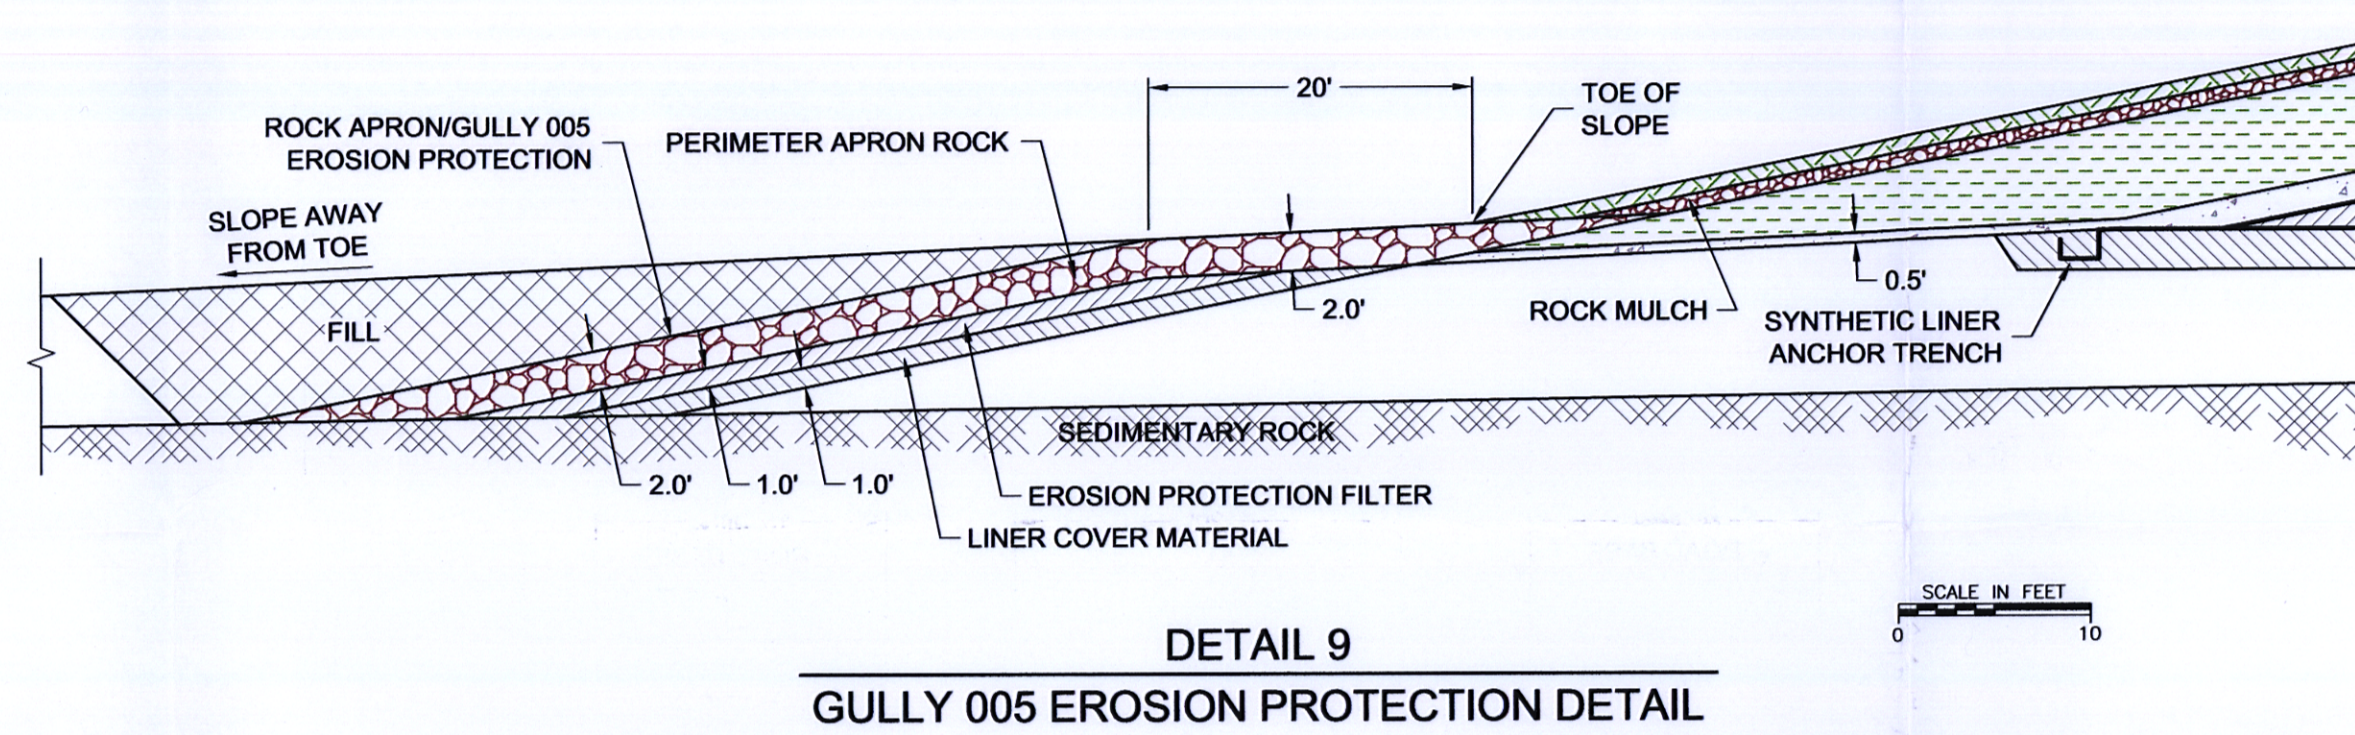 20'
TOE OF
SLOPE
ROCK APRON/GULLY 005
EROSION PROTECTION
PERIMETER APRON ROCK
SLOPE AWAY
FROM TOE
FILL
2.0'
0.5'
ROCK MULCH
SYNTHETIC LINER
ANCHOR TRENCH
SEDIMENTARY ROCK
2.0'
1.0'
1.0'
EROSION PROTECTION FILTER
LINER COVER MATERIAL
SCALE IN FEET
0
10
DETAIL 9
GULLY 005 EROSION PROTECTION DETAIL